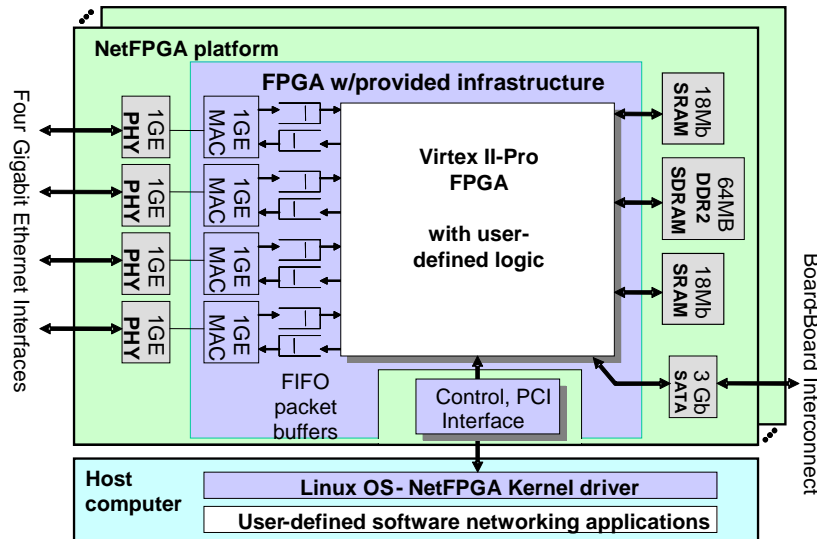 NetFPGA platform
FPGA w/provided infrastructure
Four Gigabit Ethernet Interfaces
1GE
PHY
1GE
MAC
1GE
PHY
1GE
MAC
1GE
PHY
1GE
MAC
1GE
PHY
1GE
MAC
FIFO
packet
buffers
Virtex II-Pro
FPGA
with user-
defined logic
18Mb
SRAM
64MB
DDR2
SDRAM
18Mb
SRAM
3 Gb
SATA
Board-Board Interconnect
Control, PCI
Interface
Host
computer
Linux OS- NetFPGA Kernel driver
User-defined software networking applications